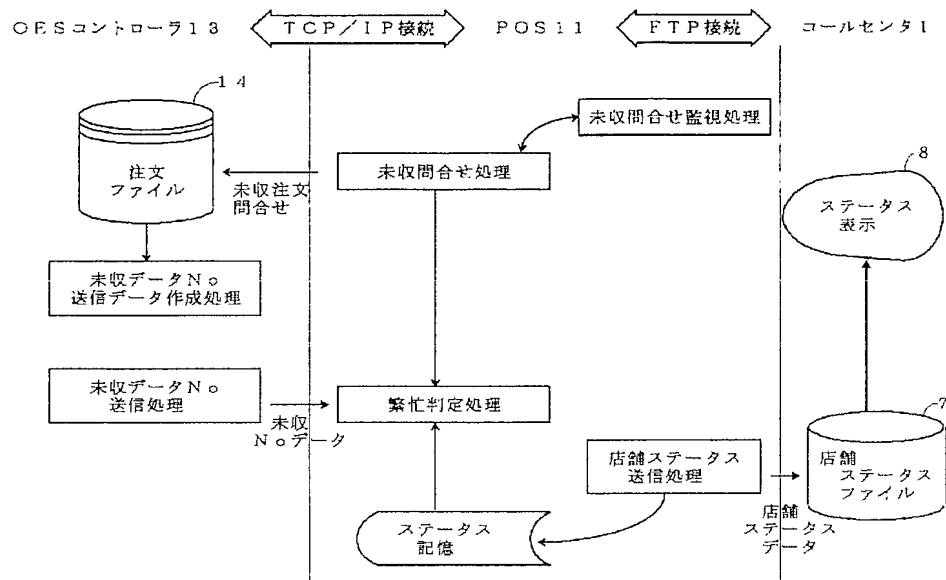 OESコントローラ13
TCP/IP接続
POS11
FTP接続
コールセンタ1
14
注文
ファイル
未収注文
問合せ
未収問合せ監視処理
未収問合せ処理
8
ステータス
表示
未収データNo
送信データ作成処理
未収データNo
送信処理
未収
Noデータ
繁忙判定処理
店舗ステータス
送信処理
7
店舗
ステータス
ファイル
店舗
ステータス
データ
ステータス
記憶